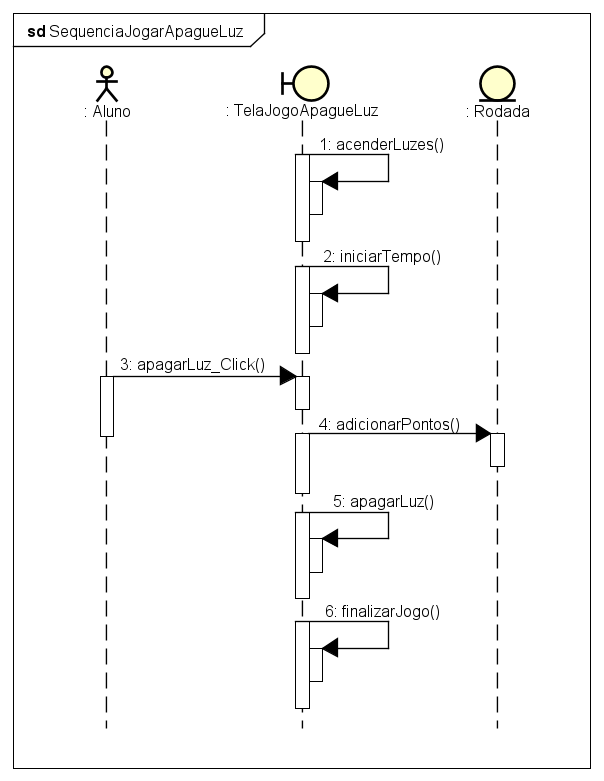 sd SequenciaJogarApagueLuz
: Aluno
: TelaJogoApagueLuz
: Rodada
1: acenderLuzes()
2: iniciarTempo()
3: apagarLuz_Click()
4: adicionarPontos()
5: apagarLuz()
6: finalizarJogo()